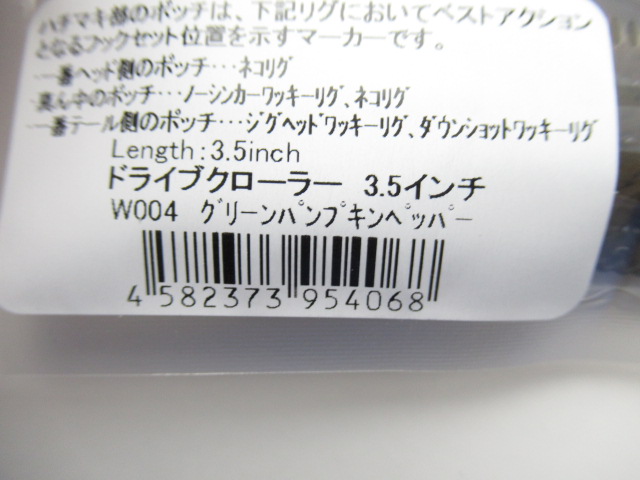 ハチマキ部のポッチは、下記リグにおいてベストアクション
となるフックセット位置を示すマーカーです。
一番ヘッド側のポッチ…ネコリグ
真ん中のポッチ…ノーシンカーワッキーリグ、ネコリグ
一番テール側のポッチ…ジグヘッドワッキーリグ、ダウンショットワッキーリグ
Length:3.5inch
ドライブクローラー 3.5インチ
W004 グリーンパンプキンペッパー
4 582373 954068